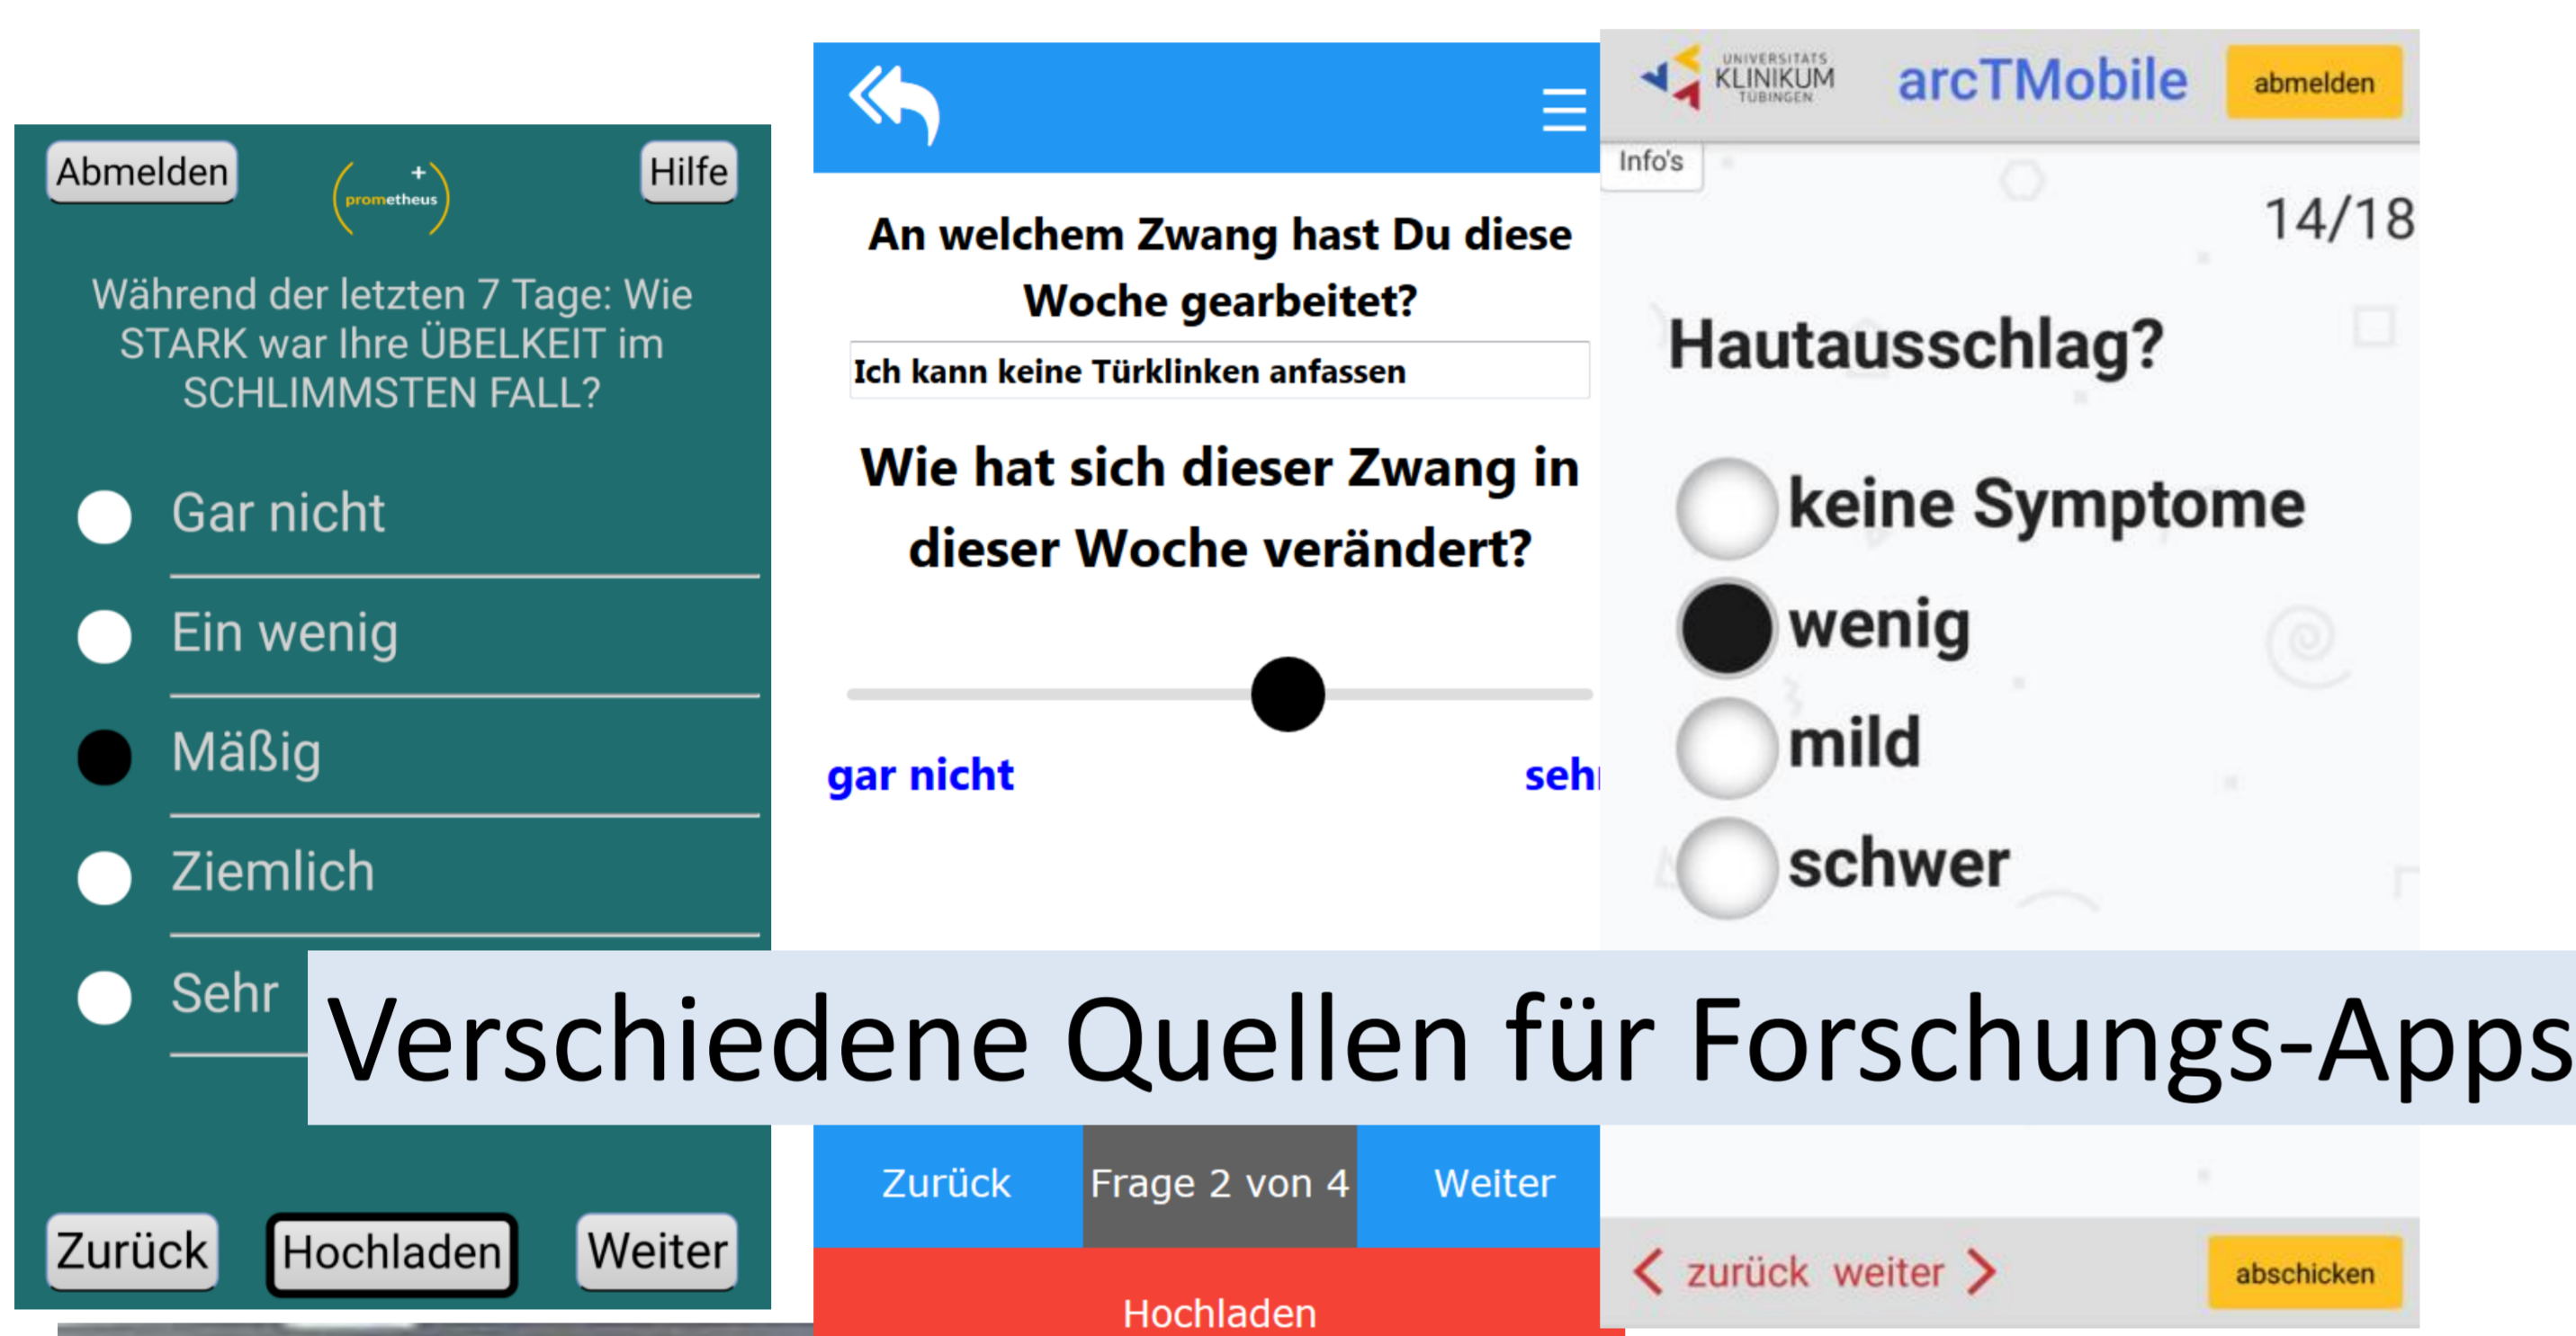 Abmelden
+
prometheus
Hilfe
Während der letzten 7 Tage: Wie
STARK war Ihre ÜBELKEIT im
SCHLIMMSTEN FALL?
Gar nicht
Ein wenig
Mäßig
Ziemlich
Sehr
Zurück
Hochladen
Weiter
An welchem Zwang hast Du diese
Woche gearbeitet?
Ich kann keine Türklinken anfassen
Wie hat sich dieser Zwang in
dieser Woche verändert?
gar nicht
sehr
Zurück
Frage 2 von 4
Weiter
Hochladen
UNIVERSITÄTS
KLINIKUM
TÜBINGEN
arcTMobile
abmelden
Info's
14/18
Hautausschlag?
keine Symptome
wenig
mild
schwer
zurück weiter
abschicken
Verschiedene Quellen für Forschungs-Apps